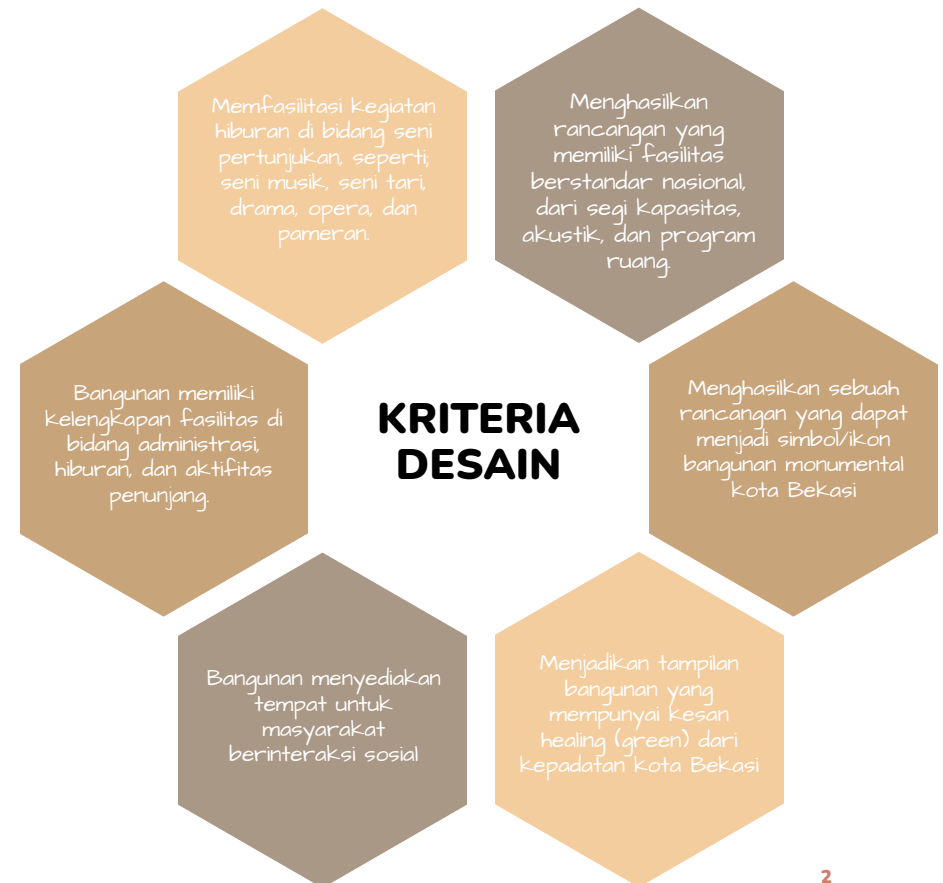 Memfasilitasi kegiatan
hiburan di bidang seni
pertunjukan, seperti;
seni musik, seni tari,
drama, opera, dan
pameran.
Menghasilkan
rancangan yang
memiliki fasilitas
berstandar nasional,
dari segi kapasitas,
akustik, dan program
ruang.
Bangunan memiliki
kelengkapan fasilitas di
bidang administrasi,
hiburan, dan aktifitas
penunjang.
KRITERIA
DESAIN
Menghasilkan sebuah
rancangan yang dapat
menjadi simbol/ikon
bangunan monumental
kota Bekasi
Bangunan menyediakan
tempat untuk
masyarakat
berinteraksi sosial
Menjadikan tampilan
bangunan yang
mempunyai kesan
healing (green) dari
kepadatan kota Bekasi
2